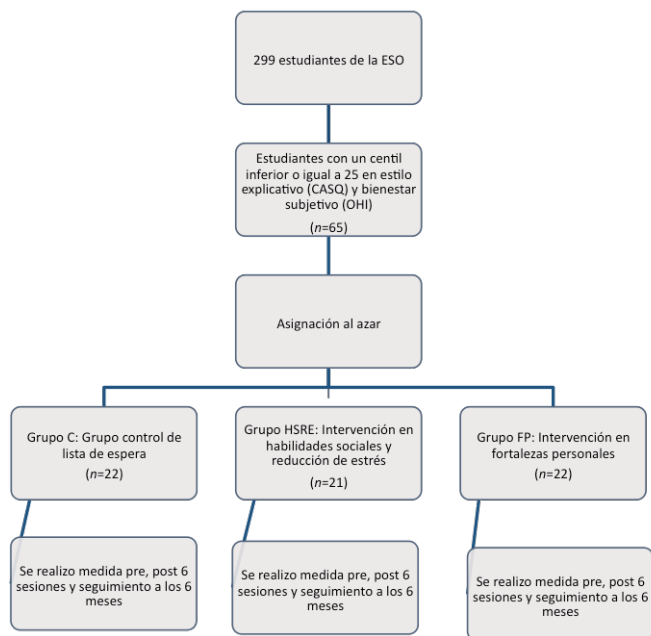 299 estudiantes de la ESO
Estudiantes con un centil
inferior o igual a 25 en estilo
explicativo (CASQ) y bienestar
subjetivo (OHI)
(n=65)
Asignación al azar
Grupo C: Grupo control de
lista de espera
(n=22)
Grupo HSRE: Intervención en
habilidades sociales y
reducción de estrés
(n=21)
Grupo FP: Intervención en
fortalezas personales
(n=22)
Se realizo medida pre, post 6
sesiones y seguimiento a los 6
meses
Se realizo medida pre, post 6
sesiones y seguimiento a los 6
meses
Se realizo medida pre, post 6
sesiones y seguimiento a los 6
meses